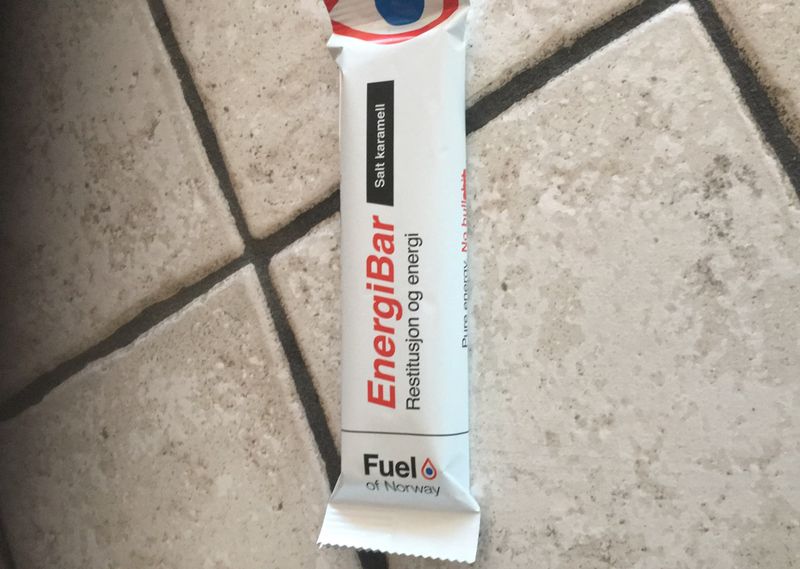 Salt karamell
EnergiBar
Restitusjon og energi
Pure energy. No bullshit
Fuel
of Norway